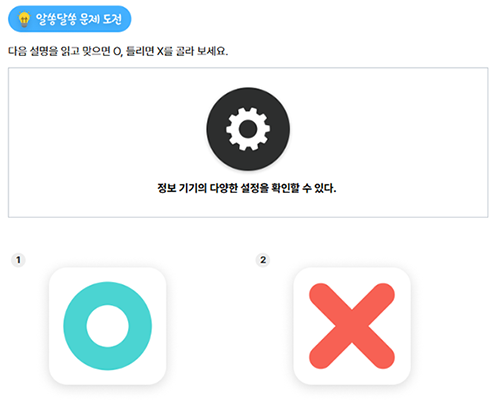 알쏭달쏭 문제 도전
다음 설명을 읽고 맞으면 O, 틀리면 X를 골라 보세요.
정보 기기의 다양한 설정을 확인할 수 있다.
1
2